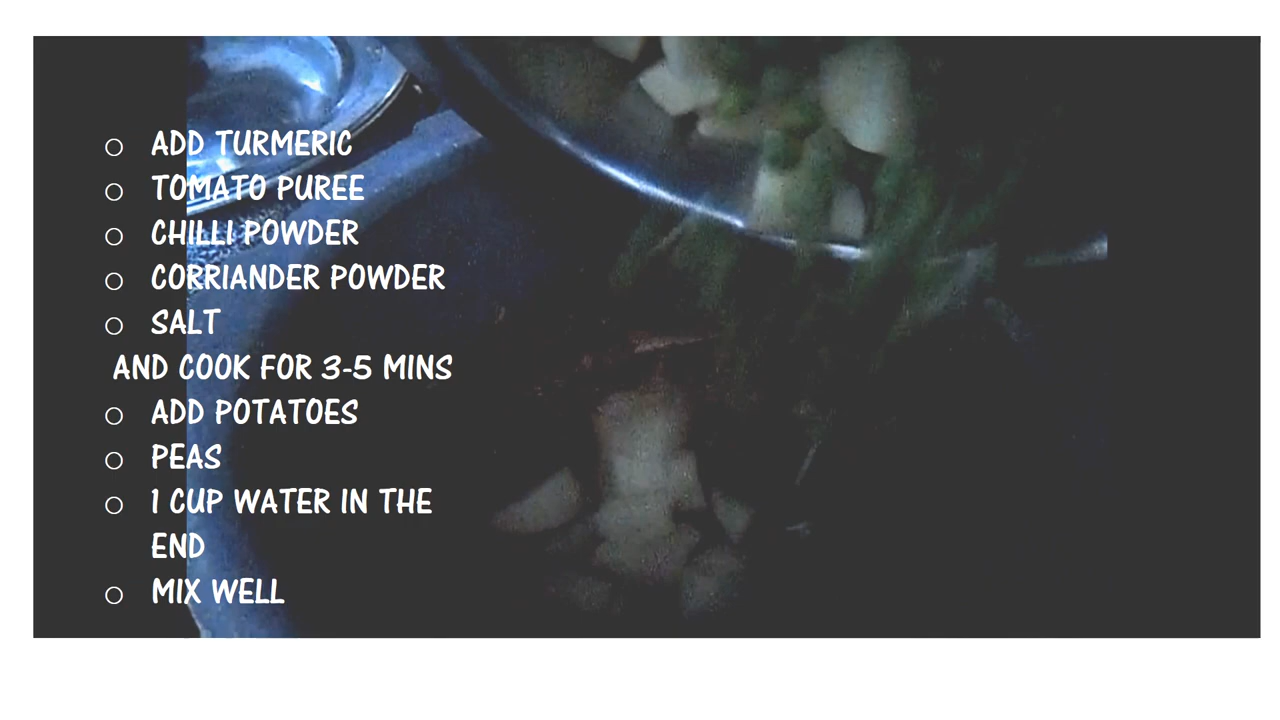 ADD TURMERIC
TOMATO PUREE
CHILLI POWDER
CORRIANDER POWDER
SALT
AND COOK FOR 3-5 MINS
ADD POTATOES
PEAS
1 CUP WATER IN THE
END
MIX WELL